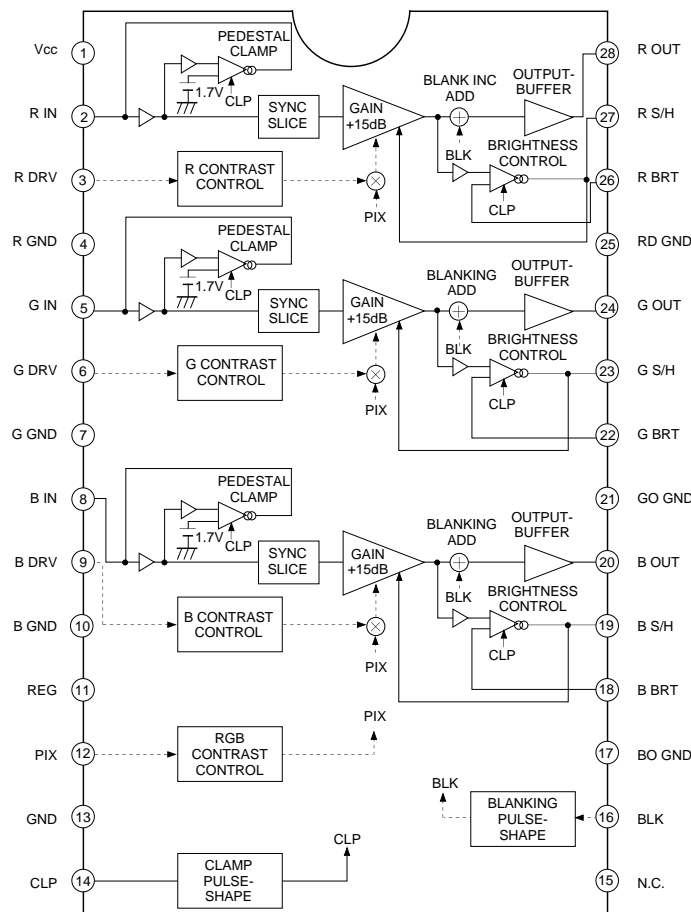 Vcc
1
PEDESTAL
CLAMP
1.7V
CLP
28
R OUT
BLANK INC
ADD
OUTPUT-
BUFFER
R IN
2
SYNC
SLICE
GAIN
+15dB
27
R S/H
BLK
BRIGHTNESS
CONTROL
R DRV
3
R CONTRAST
CONTROL
PIX
CLP
26
R BRT
R GND
4
25
RD GND
PEDESTAL
CLAMP
1.7V
CLP
BLANKING
ADD
OUTPUT-
BUFFER
G IN
5
SYNC
SLICE
GAIN
+15dB
24
G OUT
BLK
BRIGHTNESS
CONTROL
G DRV
6
G CONTRAST
CONTROL
PIX
CLP
23
G S/H
G GND
7
22
G BRT
B IN
8
PEDESTAL
CLAMP
1.7V
CLP
21
GO GND
BLANKING
ADD
OUTPUT-
BUFFER
B DRV
9
SYNC
SLICE
GAIN
+15dB
20
B OUT
BLK
BRIGHTNESS
CONTROL
B GND
10
B CONTRAST
CONTROL
PIX
CLP
19
B S/H
REG
11
18
B BRT
PIX
PIX
12
RGB
CONTRAST
CONTROL
17
BO GND
BLK
GND
13
BLANKING
PULSE-
SHAPE
16
BLK
CLP
CLP
14
CLAMP
PULSE-
SHAPE
15
N.C.